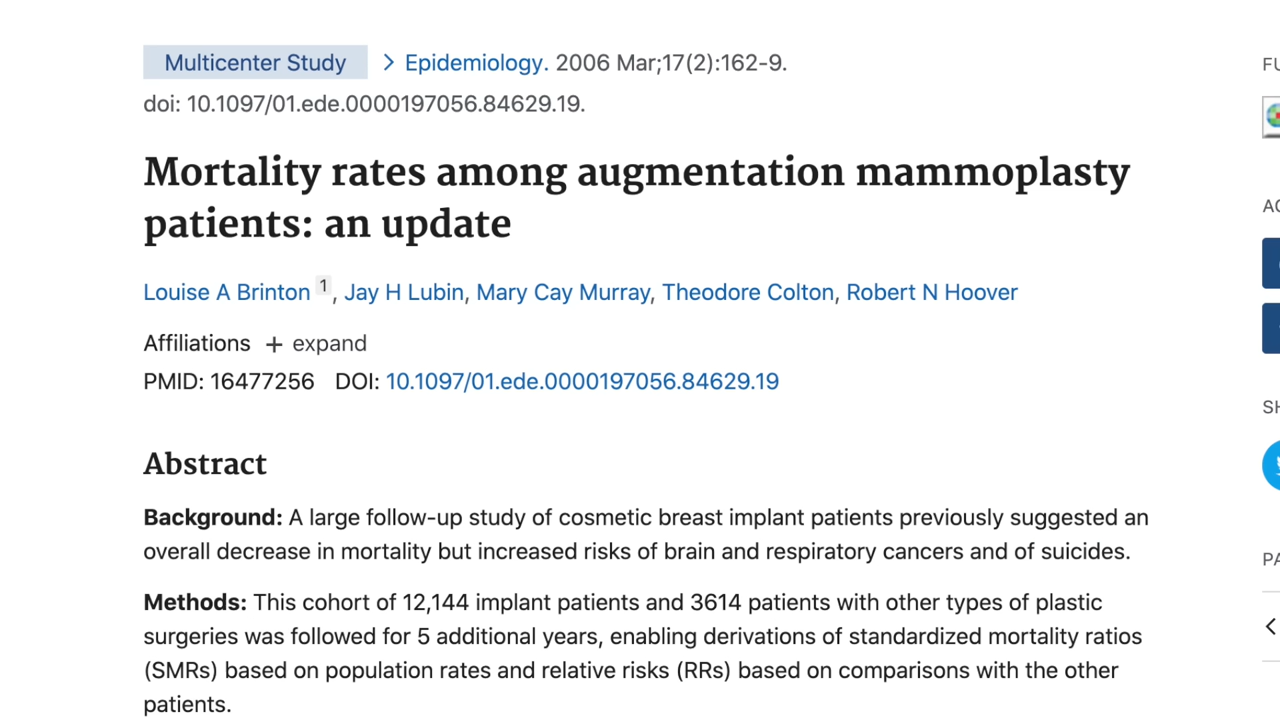 Multicenter Study > Epidemiology. 2006 Mar;17(2):162-9.
doi: 10.1097/01.ede.0000197056.84629.19.
Mortality rates among augmentation mammoplasty
patients: an update
Louise A Brinton 1, Jay H Lubin, Mary Cay Murray, Theodore Colton, Robert N Hoover
Affiliations + expand
PMID: 16477256 DOI: 10.1097/01.ede.0000197056.84629.19
Abstract
Background: A large follow-up study of cosmetic breast implant patients previously suggested an
overall decrease in mortality but increased risks of brain and respiratory cancers and of suicides.
Methods: This cohort of 12,144 implant patients and 3614 patients with other types of plastic
surgeries was followed for 5 additional years, enabling derivations of standardized mortality ratios
(SMRs) based on population rates and relative risks (RRs) based on comparisons with the other
patients.